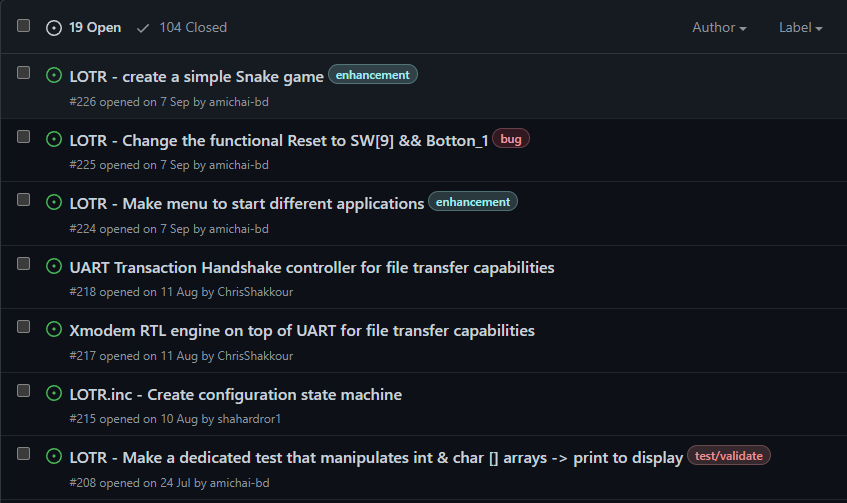 19 Open 104 Closed Author Label
LOTR - create a simple Snake game enhancement
#226 opened on 7 Sep by amichai-bd
LOTR - Change the functional Reset to SW[9] && Botton_1 bug
#225 opened on 7 Sep by amichai-bd
LOTR - Make menu to start different applications enhancement
#224 opened on 7 Sep by amichai-bd
UART Transaction Handshake controller for file transfer capabilities
#218 opened on 11 Aug by ChrisShakkour
Xmodem RTL engine on top of UART for file transfer capabilities
#217 opened on 11 Aug by ChrisShakkour
LOTR.inc - Create configuration state machine
#215 opened on 10 Aug by shahardror1
LOTR - Make a dedicated test that manipulates int & char [] arrays -> print to display test/validate
#208 opened on 24 Jul by amichai-bd